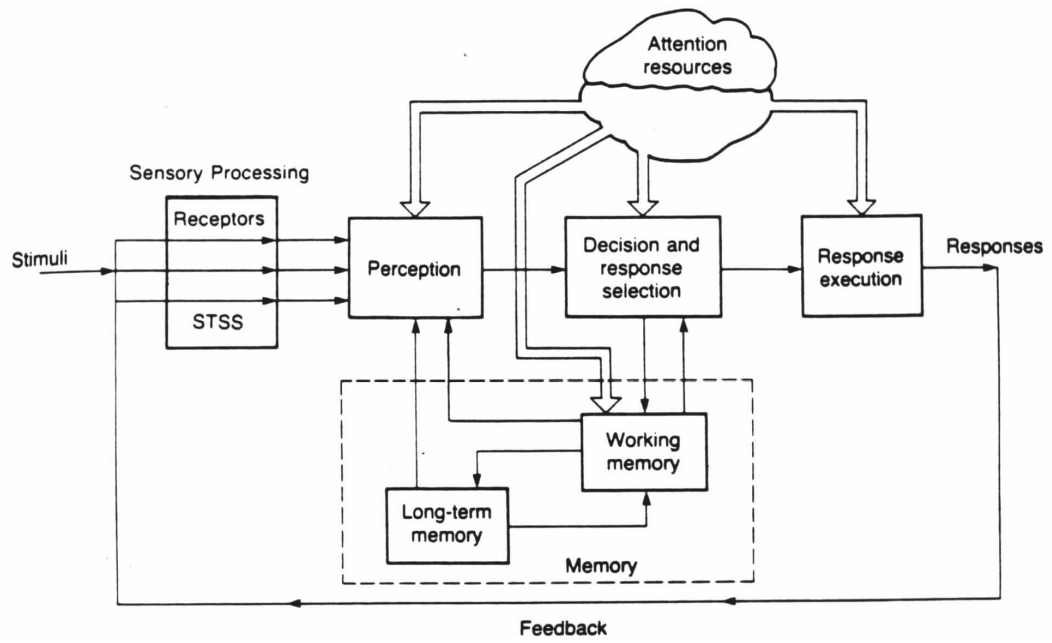 Attention
resources
Sensory Processing
Receptors
Stimuli
STSS
Perception
Decision and
response
selection
Response
execution
Responses
Working
memory
Long-term
memory
Memory
Feedback